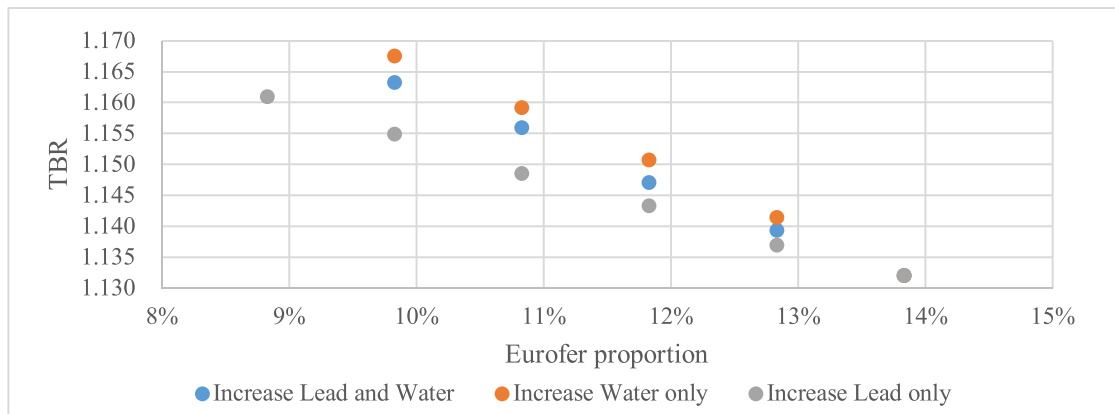 1.170
1.165
1.160
1.155
1.150
1.145
1.140
1.135
1.130
TBR
8% 9% 10% 11% 12% 13% 14% 15%
Eurofer proportion
Increase Lead and Water Increase Water only Increase Lead only